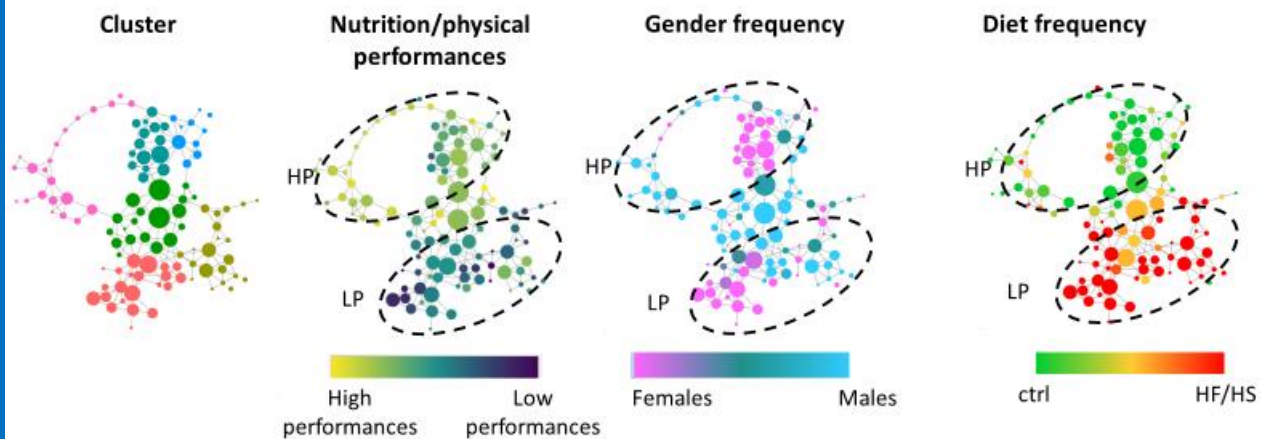 Cluster
Nutrition/physical
performances
Gender frequency
Diet frequency
HP
HP
LP
LP
LP
High
performances
Low
performances
Females
Males
ctrl
HF/HS